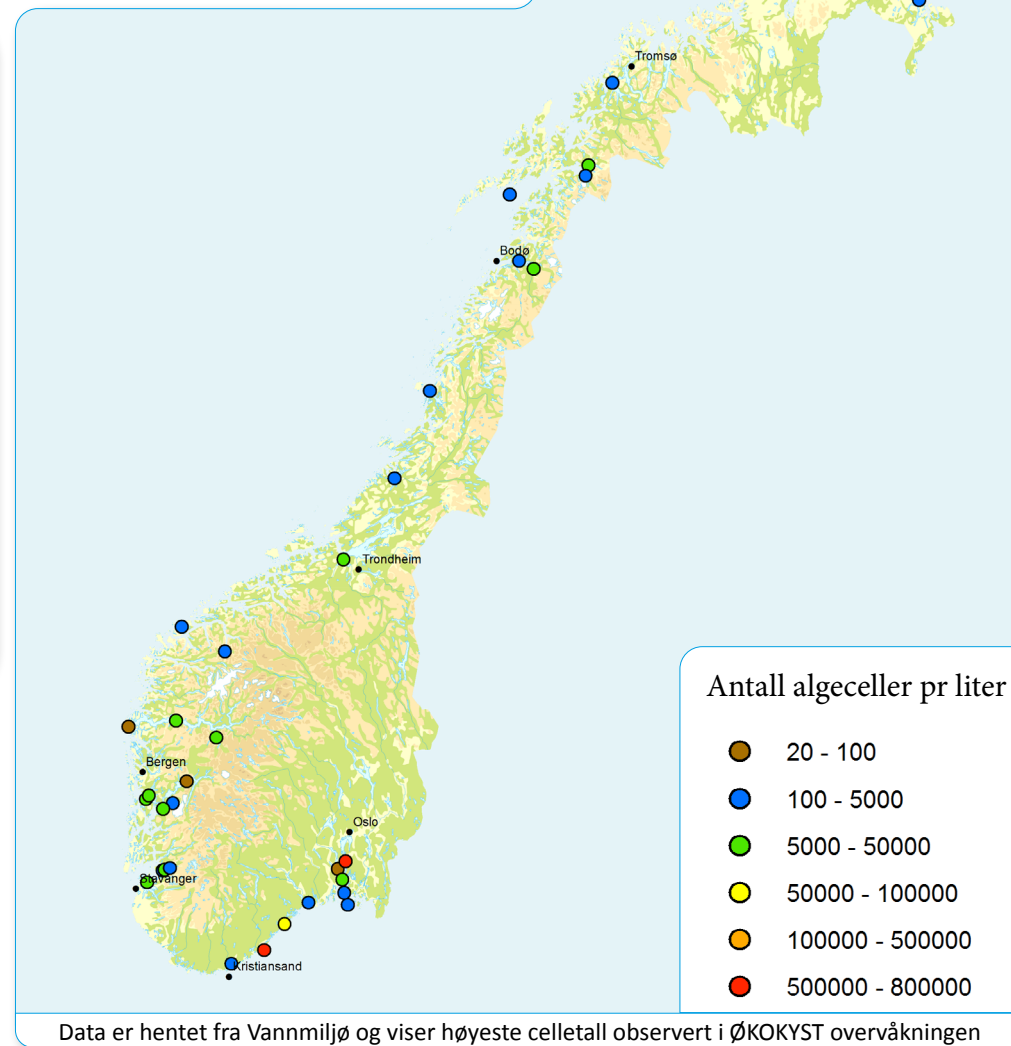 Tromsø
Bodø
Trondheim
Bergen
Oslo
Stavanger
Kristiansand
Antall algeceller pr liter
20 - 100
100 - 5000
5000 - 50000
50000 - 100000
100000 - 500000
500000 - 800000
Data er hentet fra Vannmiljø og viser høyeste celletall observert i ØKOKYST overvåkningen